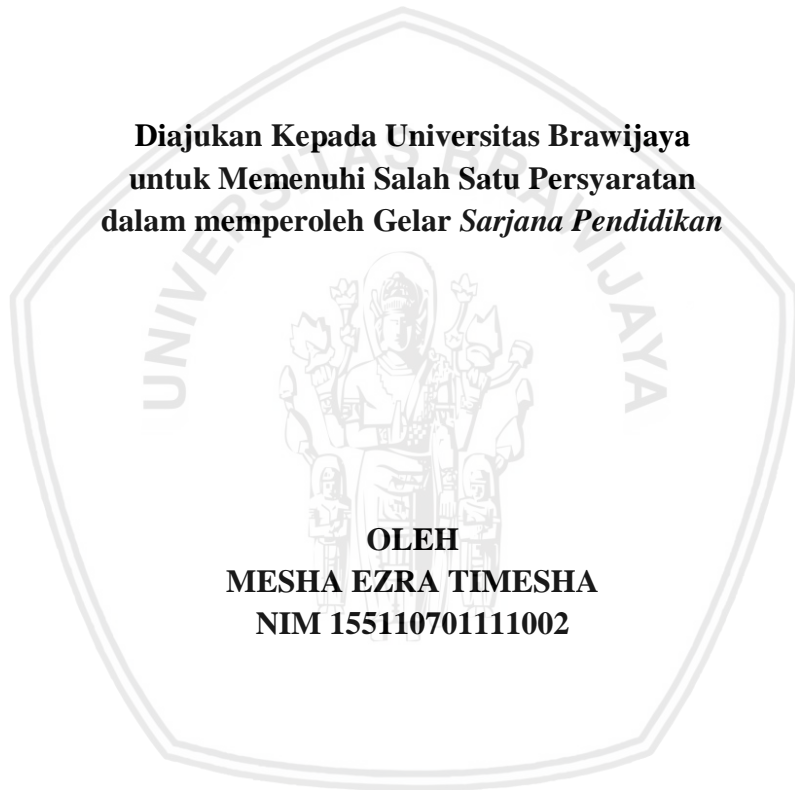 Diajukan Kepada Universitas Brawijaya
untuk Memenuhi Salah Satu Persyaratan
dalam memperoleh Gelar Sarjana Pendidikan
UNIVERSITAS BRAWIJAYA
OLEH
MESHA EZRA TIMESHA
NIM 155110701111002